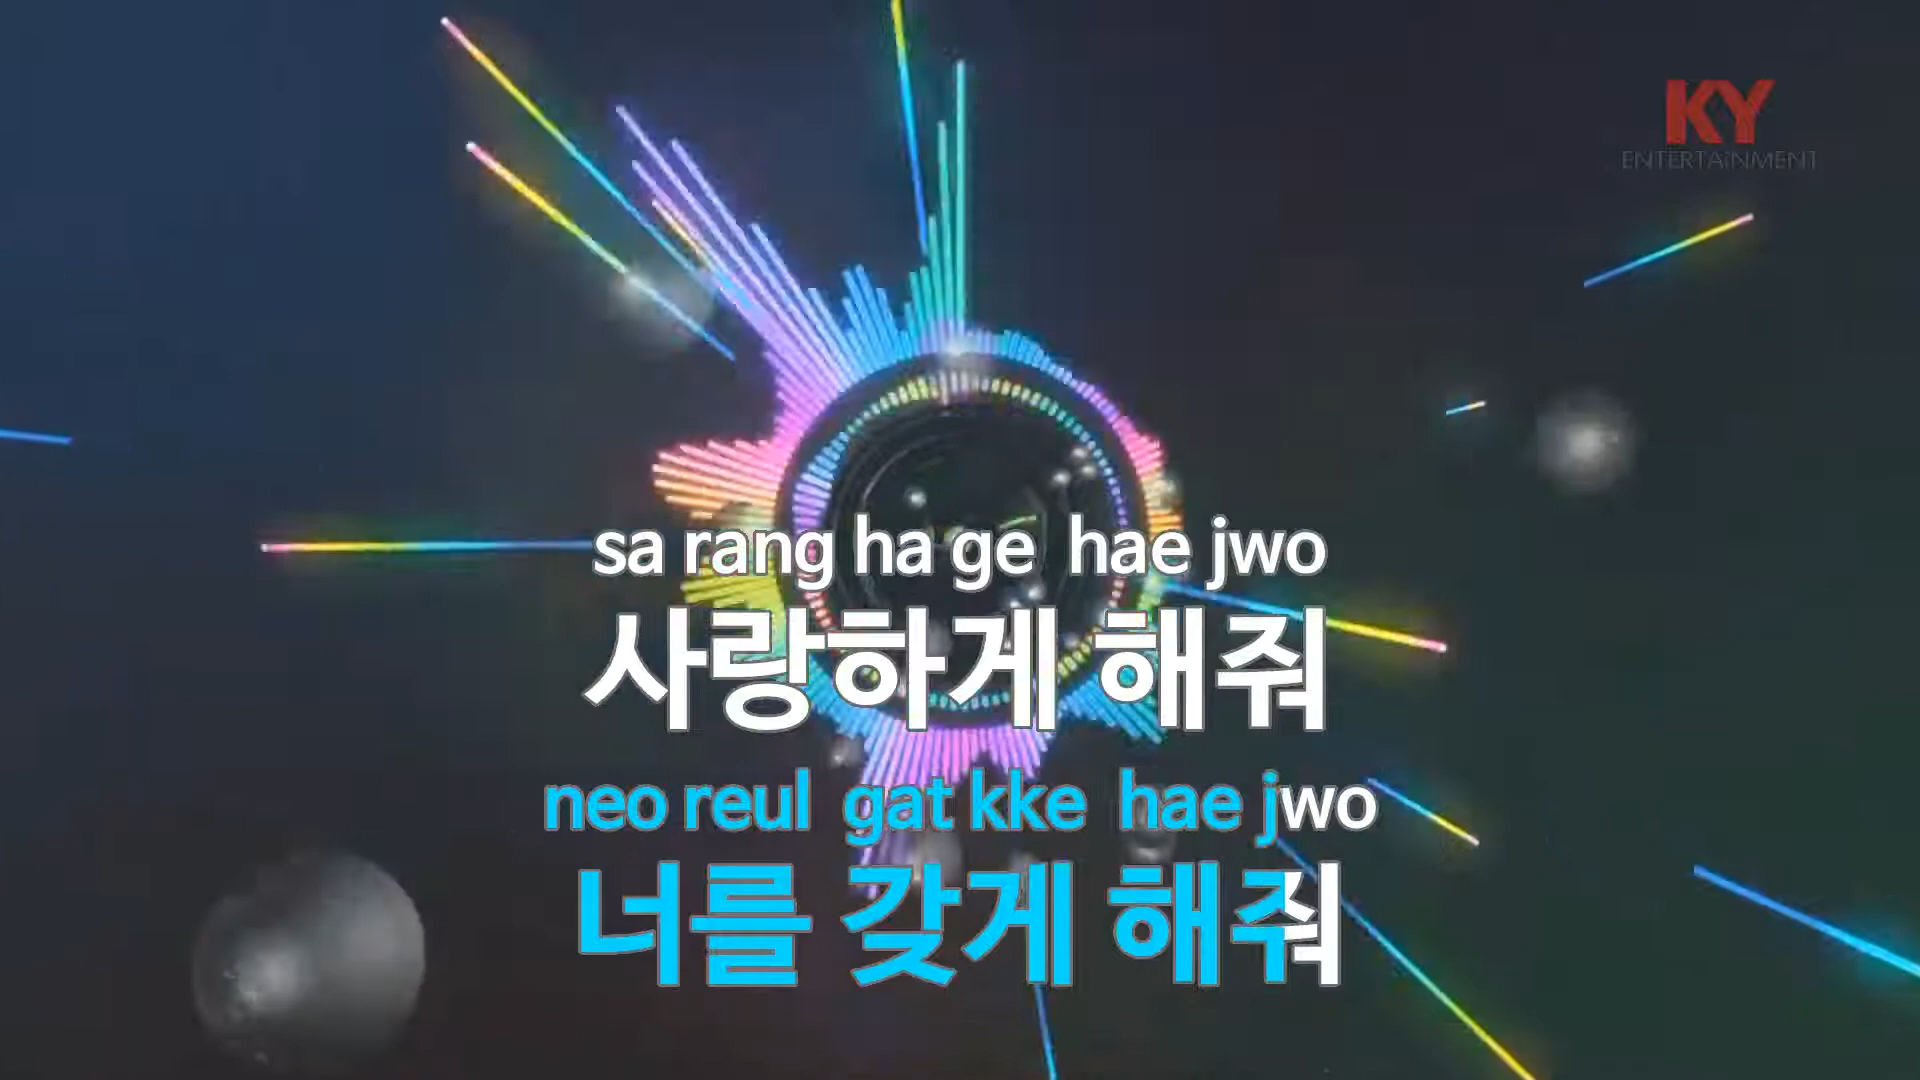 KY
ENTERTAINMENT
sa rang ha ge hae jwo
사랑하게 해줘
neo reul gat kke hae jwo
너를 갖게 해줘